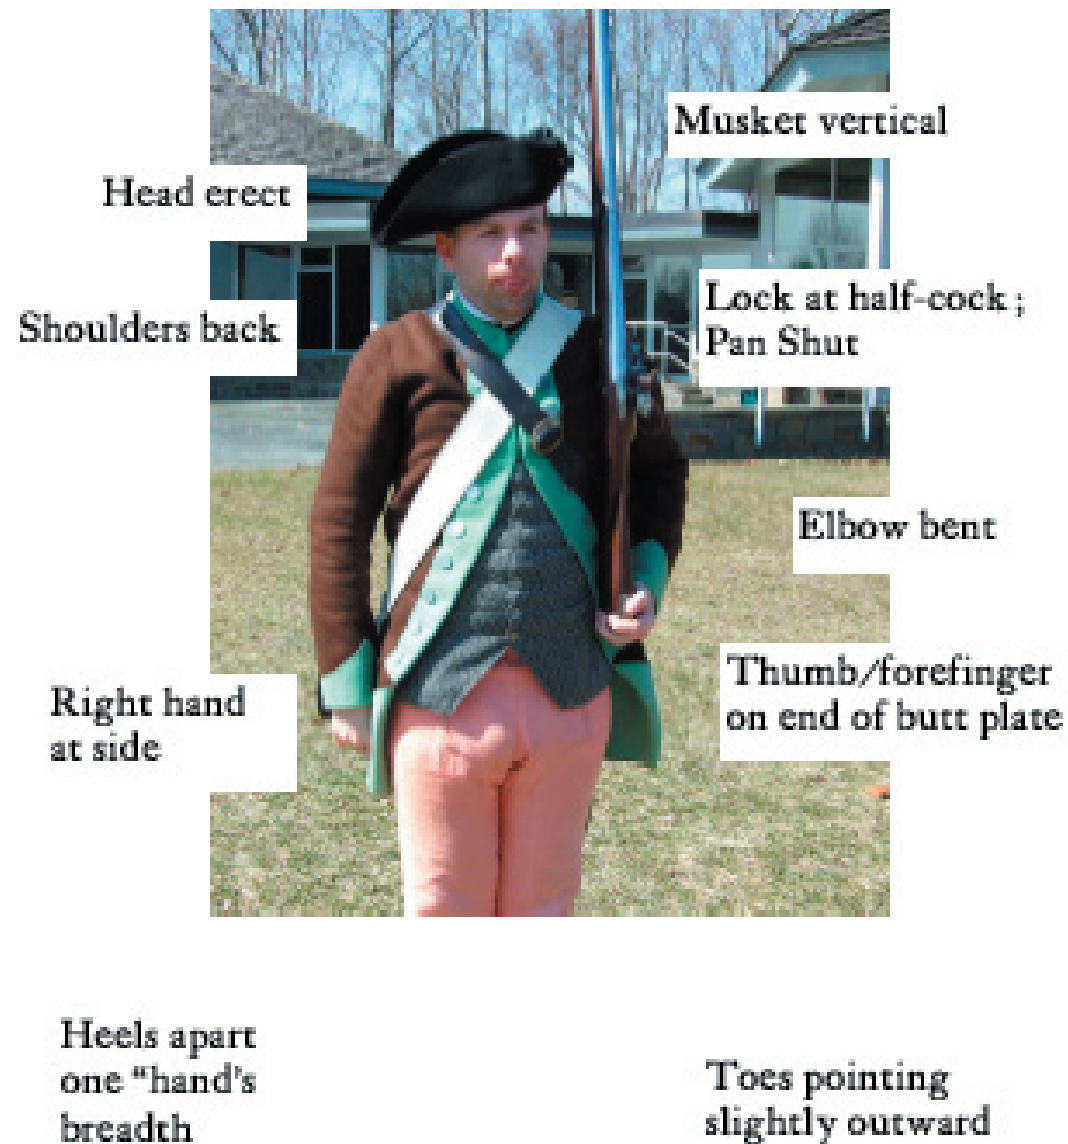 Musket vertical
Head erect
Lock at half-cock ;
Pan Shut
Shoulders back
Elbow bent
Thumb/forefinger
on end of butt plate
Right hand
at side
Heels apart
one “hand's
breadth
Toes pointing
slightly outward